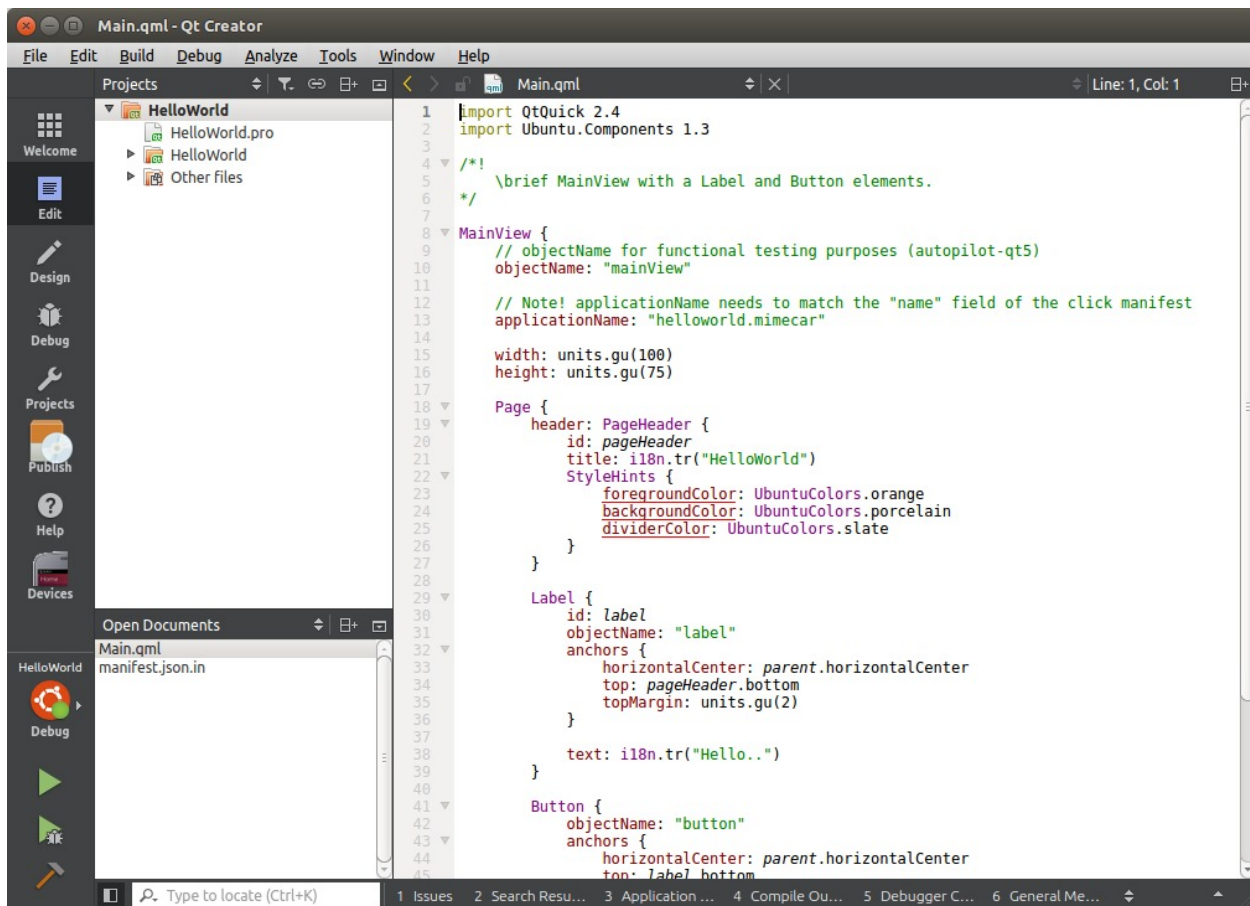 Main.qml - Qt Creator
File Edit Build Debug Analyze Tools Window Help
Projects
Main.qml
Line: 1, Col: 1
Welcome
Edit
Design
Debug
Projects
Publish
Help
Devices
HelloWorld
Debug
HelloWorld
HelloWorld.pro
HelloWorld
Other files
Open Documents
Main.qml
manifest.json.in
1 import QtQuick 2.4
2 import Ubuntu.Components 1.3
3
4 /*!
5     \brief MainView with a Label and Button elements.
6 */
7
8 MainView {
9     // objectName for functional testing purposes (autopilot-qt5)
10     objectName: "mainView"
11
12     // Note! applicationName needs to match the "name" field of the click manifest
13     applicationName: "helloworld.mimecar"
14
15     width: units.gu(100)
16     height: units.gu(75)
17
18     Page {
19         header: PageHeader {
20             id: pageHeader
21             title: i18n.tr("HelloWorld")
22             StyleHints {
23                 foregroundColor: UbuntuColors.orange
24                 backgroundColor: UbuntuColors.porcelain
25                 dividerColor: UbuntuColors.slate
26             }
27         }
28
29         Label {
30             id: label
31             objectName: "label"
32             anchors {
33                 horizontalCenter: parent.horizontalCenter
34                 top: pageHeader.bottom
35                 topMargin: units.gu(2)
36             }
37
38             text: i18n.tr("Hello..")
39         }
40
41         Button {
42             objectName: "button"
43             anchors {
44                 horizontalCenter: parent.horizontalCenter
45                 top: label.bottom
Type to locate (Ctrl+K)
1 Issues 2 Search Resu... 3 Application ... 4 Compile Ou... 5 Debugger C... 6 General Me...